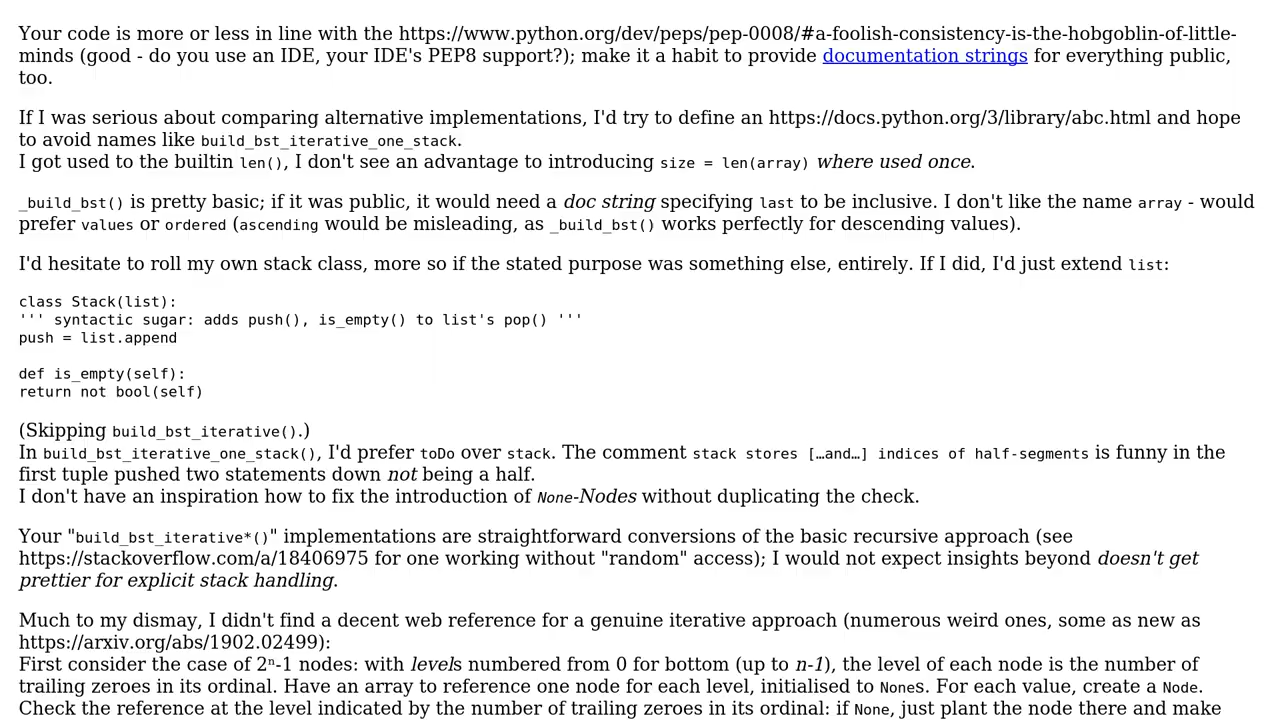 Your code is more or less in line with the https://www.python.org/dev/peps/pep-0008/#a-foolish-consistency-is-the-hobgoblin-of-little-
minds (good - do you use an IDE, your IDE's PEP8 support?); make it a habit to provide documentation strings for everything public,
too.
If I was serious about comparing alternative implementations, I'd try to define an https://docs.python.org/3/library/abc.html and hope
to avoid names like build_bst_iterative_one_stack.
I got used to the builtin len(), I don't see an advantage to introducing size = len(array) where used once.
_build_bst() is pretty basic; if it was public, it would need a doc string specifying last to be inclusive. I don't like the name array - would
prefer values or ordered (ascending would be misleading, as _build_bst() works perfectly for descending values).
I'd hesitate to roll my own stack class, more so if the stated purpose was something else, entirely. If I did, I'd just extend list:
class Stack(list):
''' syntactic sugar: adds push(), is_empty() to list's pop() '''
push = list.append
def is_empty(self):
return not bool(self)
(Skipping build_bst_iterative().)
In build_bst_iterative_one_stack(), I'd prefer toDo over stack. The comment stack stores […and…] indices of half-segments is funny in the
first tuple pushed two statements down not being a half.
I don't have an inspiration how to fix the introduction of None-Nodes without duplicating the check.
Your "build_bst_iterative*()" implementations are straightforward conversions of the basic recursive approach (see
https://stackoverflow.com/a/18406975 for one working without "random" access); I would not expect insights beyond doesn't get
prettier for explicit stack handling.
Much to my dismay, I didn't find a decent web reference for a genuine iterative approach (numerous weird ones, some as new as
https://arxiv.org/abs/1902.02499):
First consider the case of 2ⁿ-1 nodes: with levels numbered from 0 for bottom (up to n-1), the level of each node is the number of
trailing zeroes in its ordinal. Have an array to reference one node for each level, initialised to Nones. For each value, create a Node.
Check the reference at the level indicated by the number of trailing zeroes in its ordinal: if None, just plant the node there and make